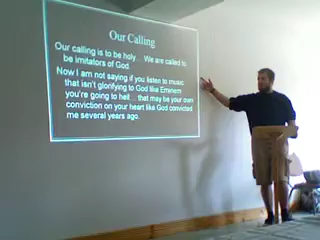 Our Calling
Our calling is to be holy... We are called to
be imitators of God.
Now I am not saying if you listen to music
that isn't glorifying to God like Eminem
you're going to hell... that may be your own
conviction on your heart like God convicted
me several years ago.